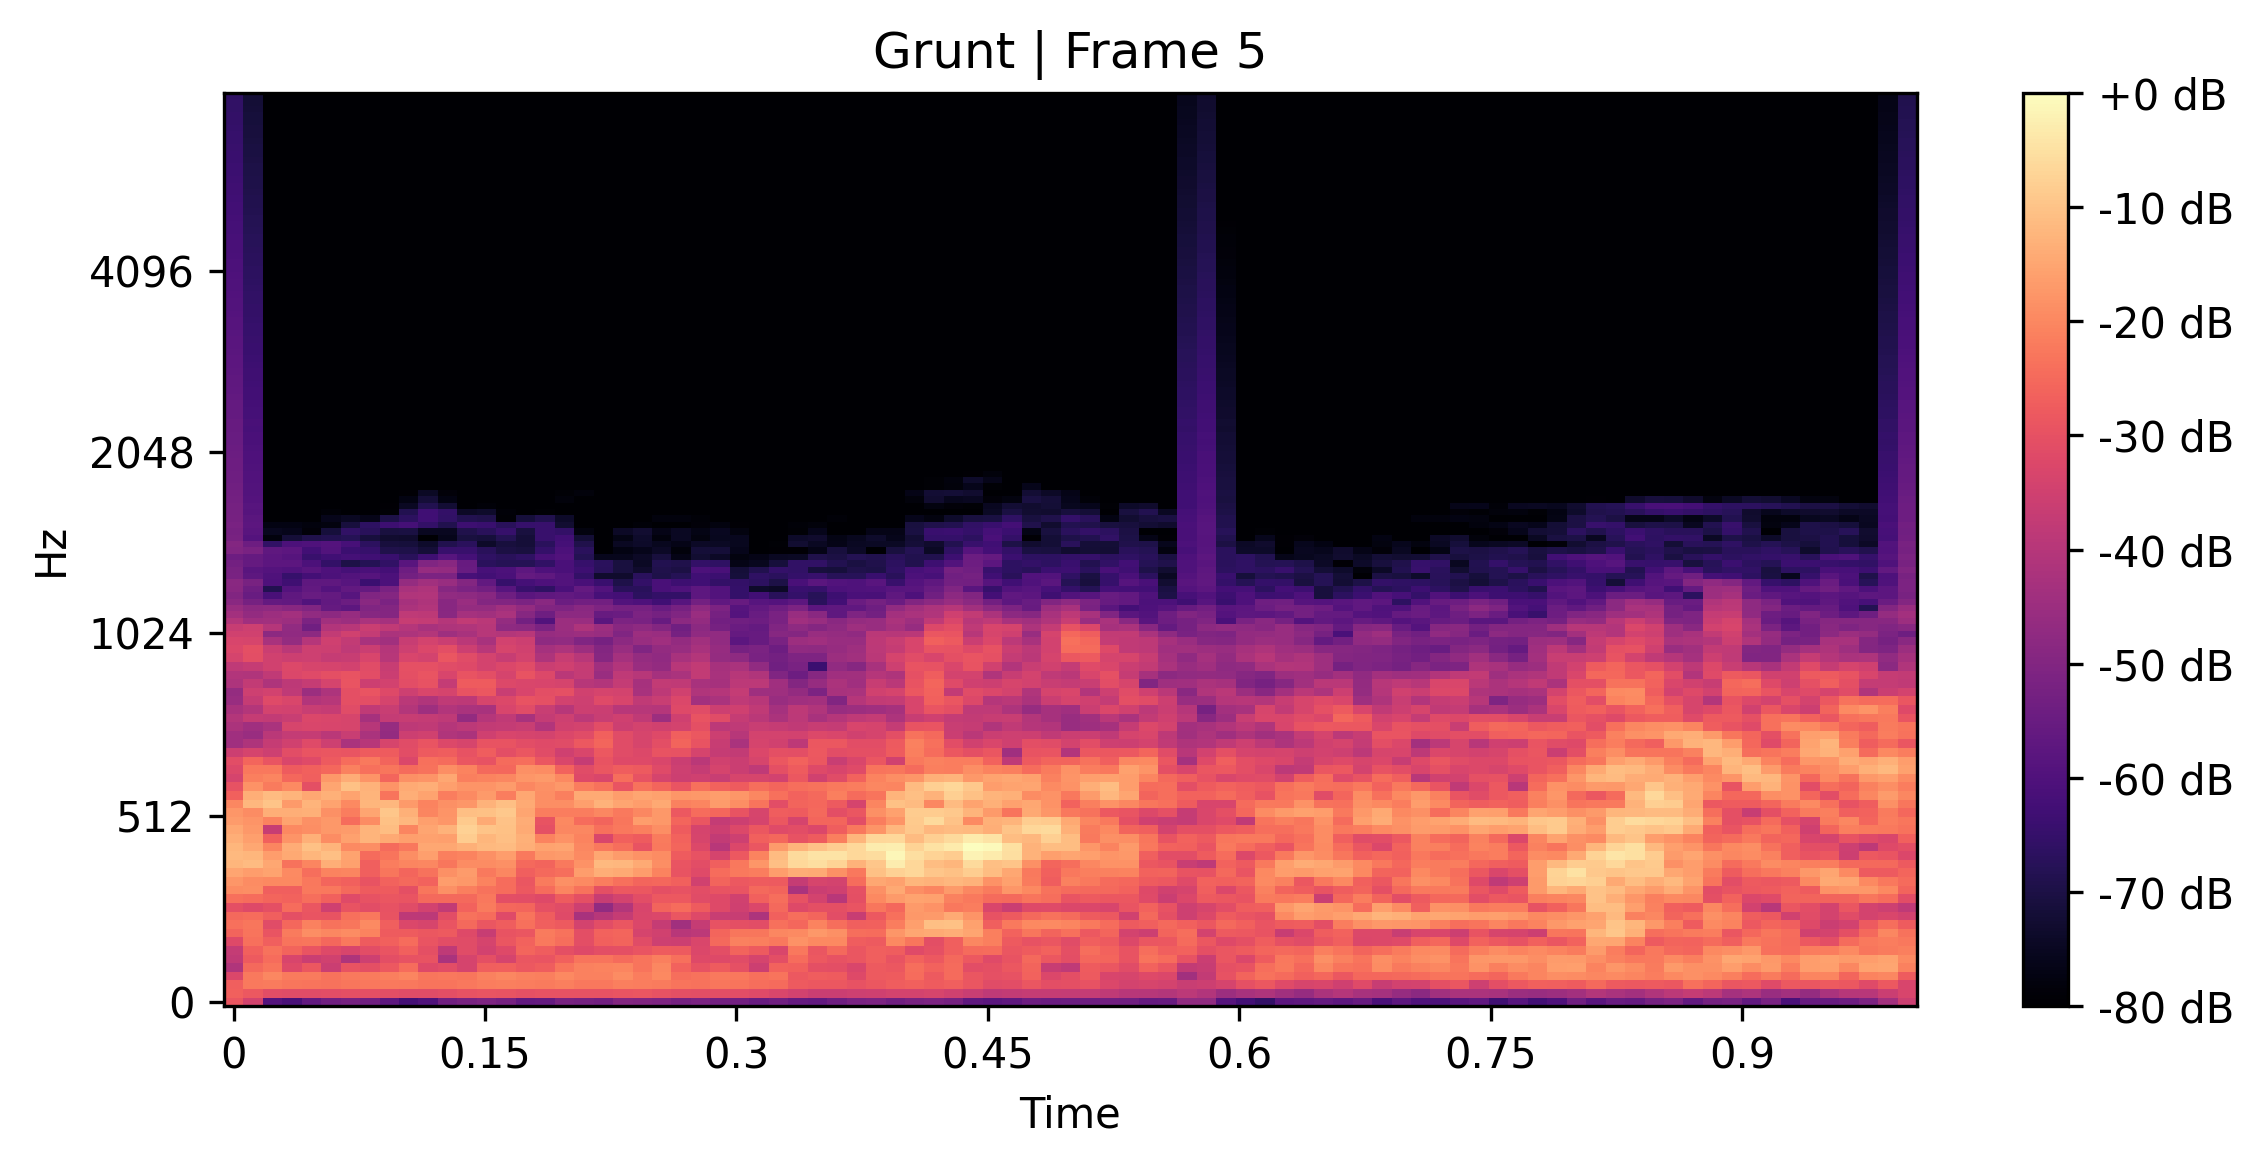 Grunt | Frame 5
+0 dB
-10 dB
-20 dB
-30 dB
-40 dB
-50 dB
-60 dB
-70 dB
-80 dB
Hz
4096
2048
1024
512
0
0 0.15 0.3 0.45 0.6 0.75 0.9
Time